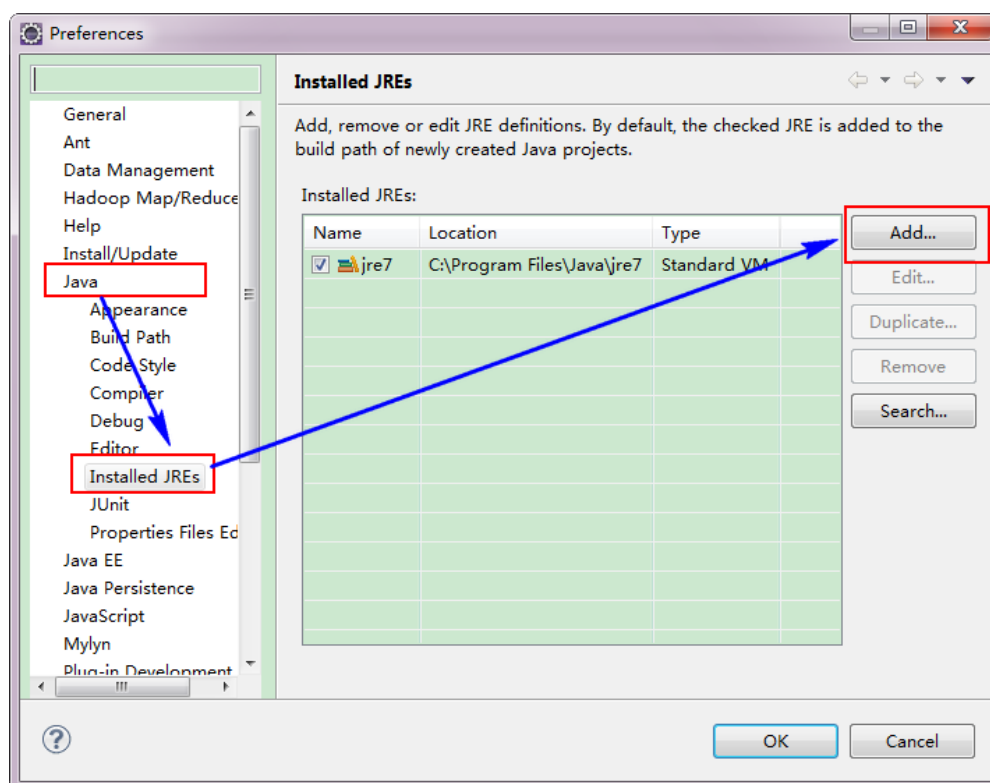 Preferences
Installed JREs
General
Ant
Data Management
Hadoop Map/Reduce
Help
Install/Update
Java
Appearance
Build Path
Code Style
Compiler
Debug
Editor
Installed JREs
JUnit
Properties Files Ed
Java EE
Java Persistence
JavaScript
Mylyn
Plug-in Development
Add, remove or edit JRE definitions. By default, the checked JRE is added to the
build path of newly created Java projects.
Installed JREs:
Name Location Type
jre7 C:\Program Files\Java\jre7 Standard VM
Add...
Edit...
Duplicate...
Remove
Search...
OK Cancel